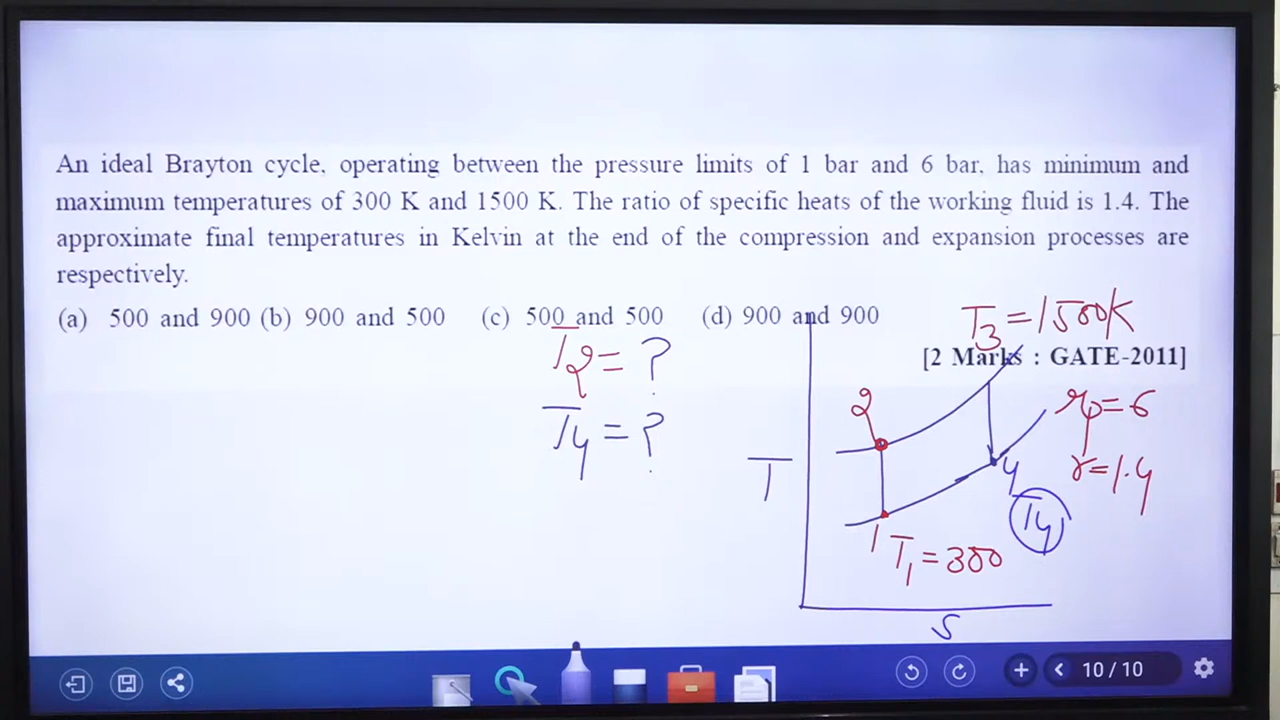 An ideal Brayton cycle, operating between the pressure limits of 1 bar and 6 bar, has minimum and
maximum temperatures of 300 K and 1500 K. The ratio of specific heats of the working fluid is 1.4. The
approximate final temperatures in Kelvin at the end of the compression and expansion processes are
respectively.
(a) 500 and 900 (b) 900 and 500 (c) 500 and 500 (d) 900 and 900
[2 Marks : GATE-2011]
T3 = 1500K
T2 = ?
T4 = ?
2
rp = 6
γ = 1.4
T
4
T4
1
T1 = 300
S
10 / 10